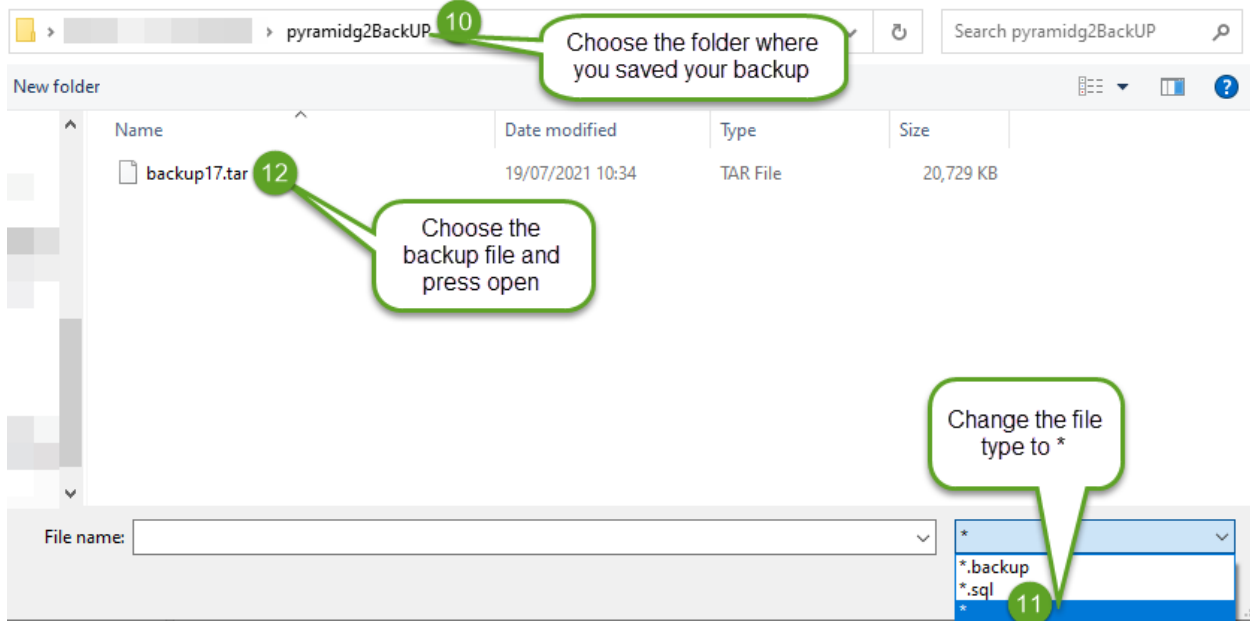 pyramidg2BackUP
10
Choose the folder where
you saved your backup
Search pyramidg2BackUP
New folder
?
Name
Date modified
Type
Size
backup17.tar
12
19/07/2021 10:34
TAR File
20,729 KB
Choose the
backup file and
press open
Change the file
type to *
File name:
*
*.backup
*.sql
*
11